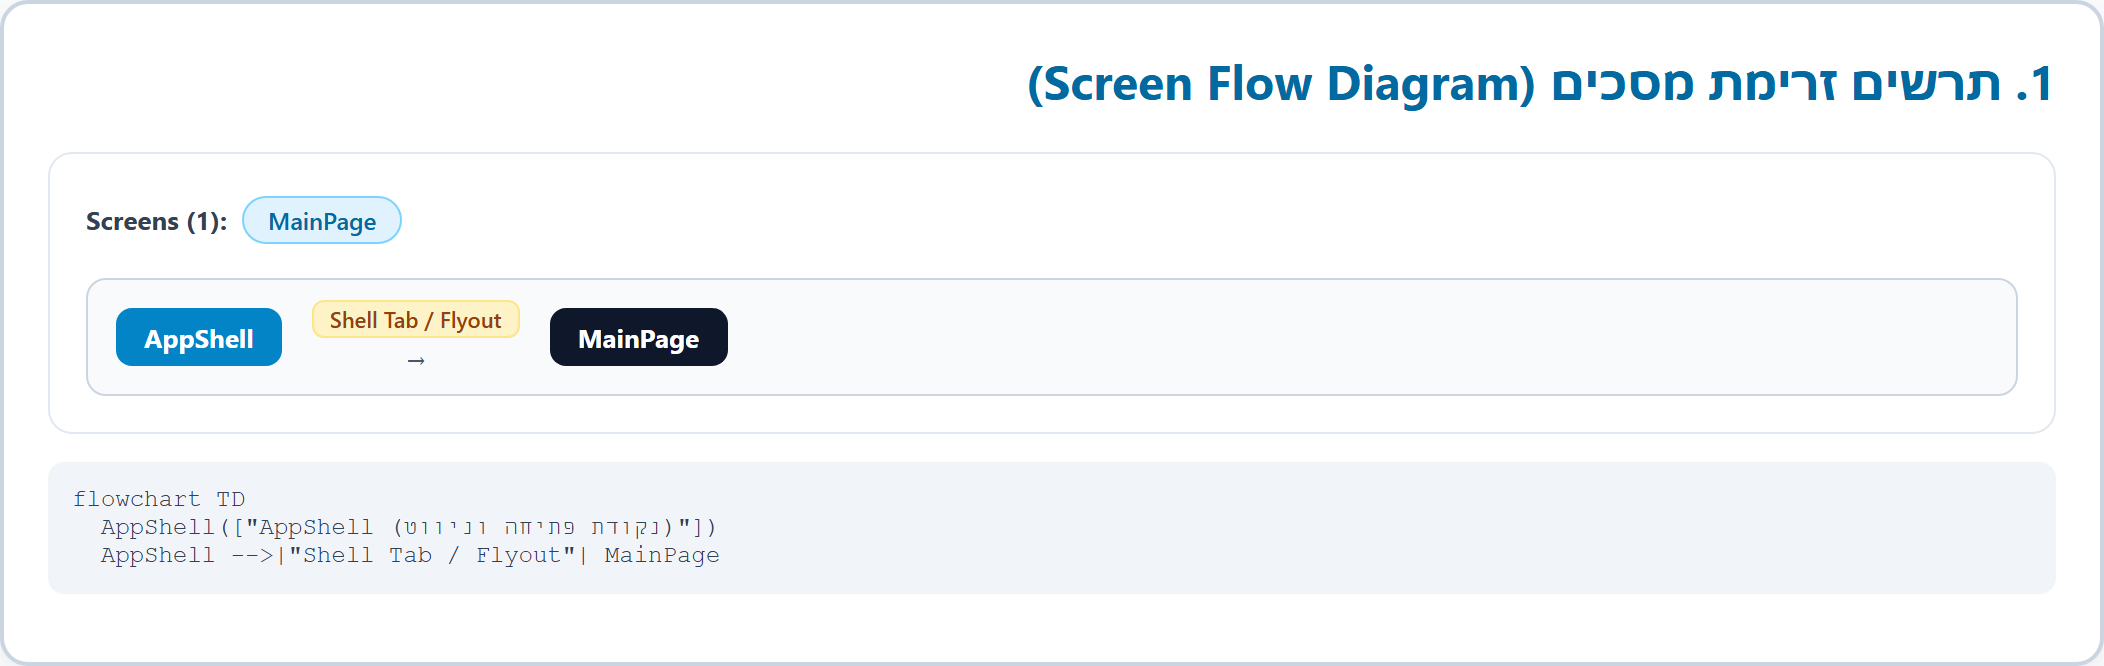 1. תרשים זרימת מסכים (Screen Flow Diagram)
Screens (1): MainPage
AppShell
Shell Tab / Flyout
→
MainPage
flowchart TD
  AppShell(["AppShell (נקודת פתיחה וניווט)"])
  AppShell -->|"Shell Tab / Flyout"| MainPage